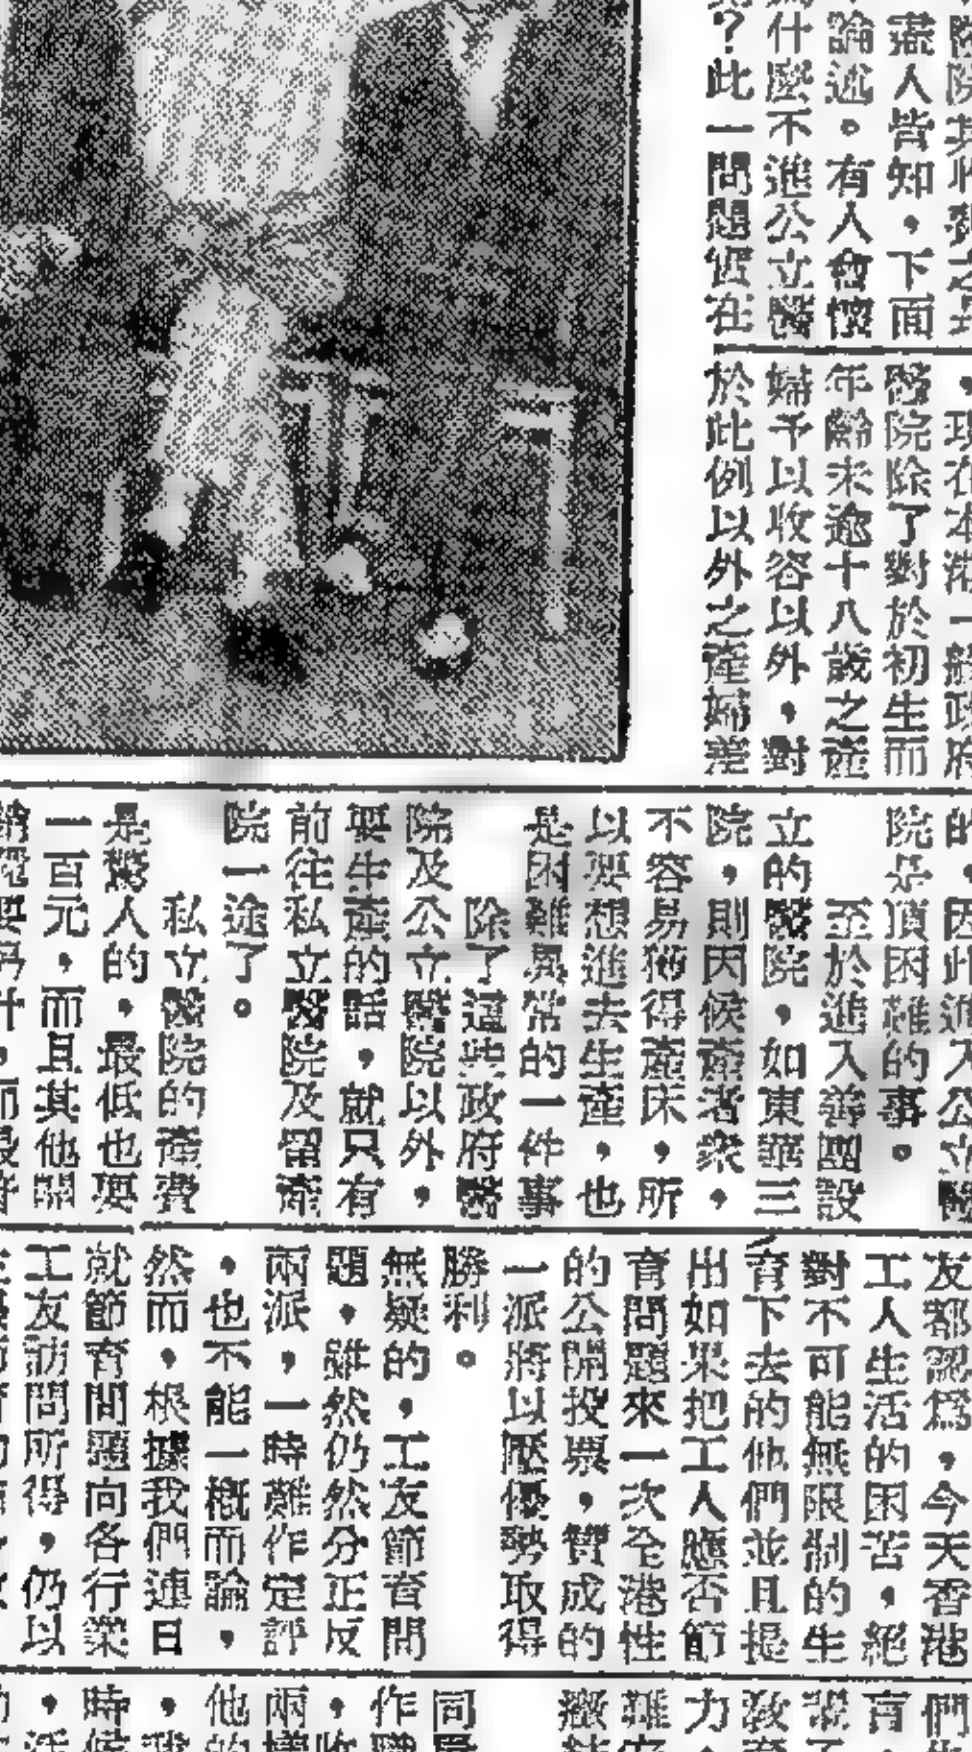 盡人皆知，下面
論述。有人會懷
什麼不進公立醫
？此一問題實在
，現在本港一般政府
醫院除了對於初生而
年齡未逾十八歲之產
婦予以收容以外，對
於此例以外之產婦差
的，因此進入公立醫
院是頂困難的事。
至於進入善團設
立的醫院，如東華三
院，則因候產者衆，
不容易獲得產床，所
以要想進去生產，也
是困難異常的一件事
除了這些政府醫
院及公立醫院以外，
要生產的話，就只有
前往私立醫院及留產
院一途了。
私立醫院的產費
是驚人的，最低也要
一百元，而且其他開
友都認爲，今天香港
工人生活的困苦，絕
對不可能無限制的生
育下去的他們並且提
出如果把工人應否節
育問題來一次全港性
的公開投票，贊成的
一派將以壓優勢取得
勝利。
無疑的，工友節育問
題，雖然仍然分正反
兩派，一時難作定評
，也不能一概而論，
然而，根據我們連日
就節育問題向各行業
工友訪問所得，仍以
們
育
力
同
作
兩
他的
時候